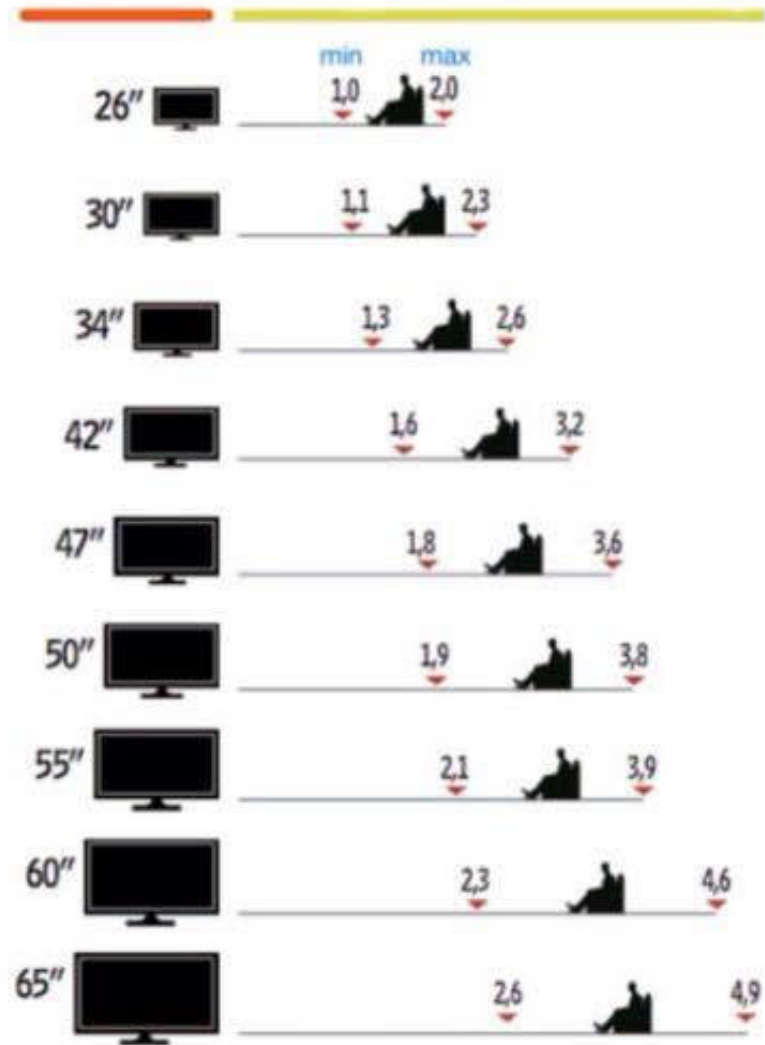 min max
26″ 1,0 2,0
30″ 1,1 2,3
34″ 1,3 2,6
42″ 1,6 3,2
47″ 1,8 3,6
50″ 1,9 3,8
55″ 2,1 3,9
60″ 2,3 4,6
65″ 2,6 4,9